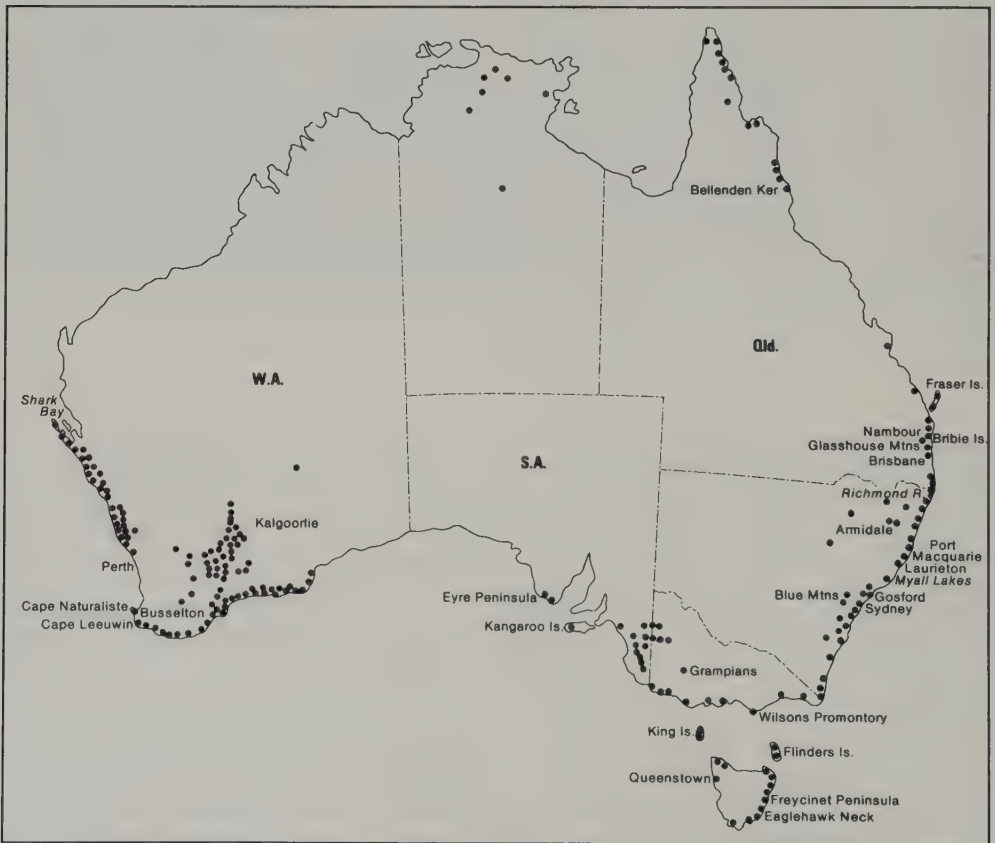 Bellenden Ker
Qld.
W.A.
Fraser Is.
Shark
Bay
Nambour
Bribie Is.
Glasshouse Mtns
S.A.
Brisbane
Richmond R.
Kalgoorlie
Armidale
Port
Macquarie
Perth
Laurieton
Myall Lakes
Eyre Peninsula
Blue Mtns
Gosford
Cape Naturaliste
Busselton
Sydney
Cape Leeuwin
Kangaroo Is.
Grampians
Wilsons Promontory
King Is.
Flinders Is.
Queenstown
Freycinet Peninsula
Eaglehawk Neck